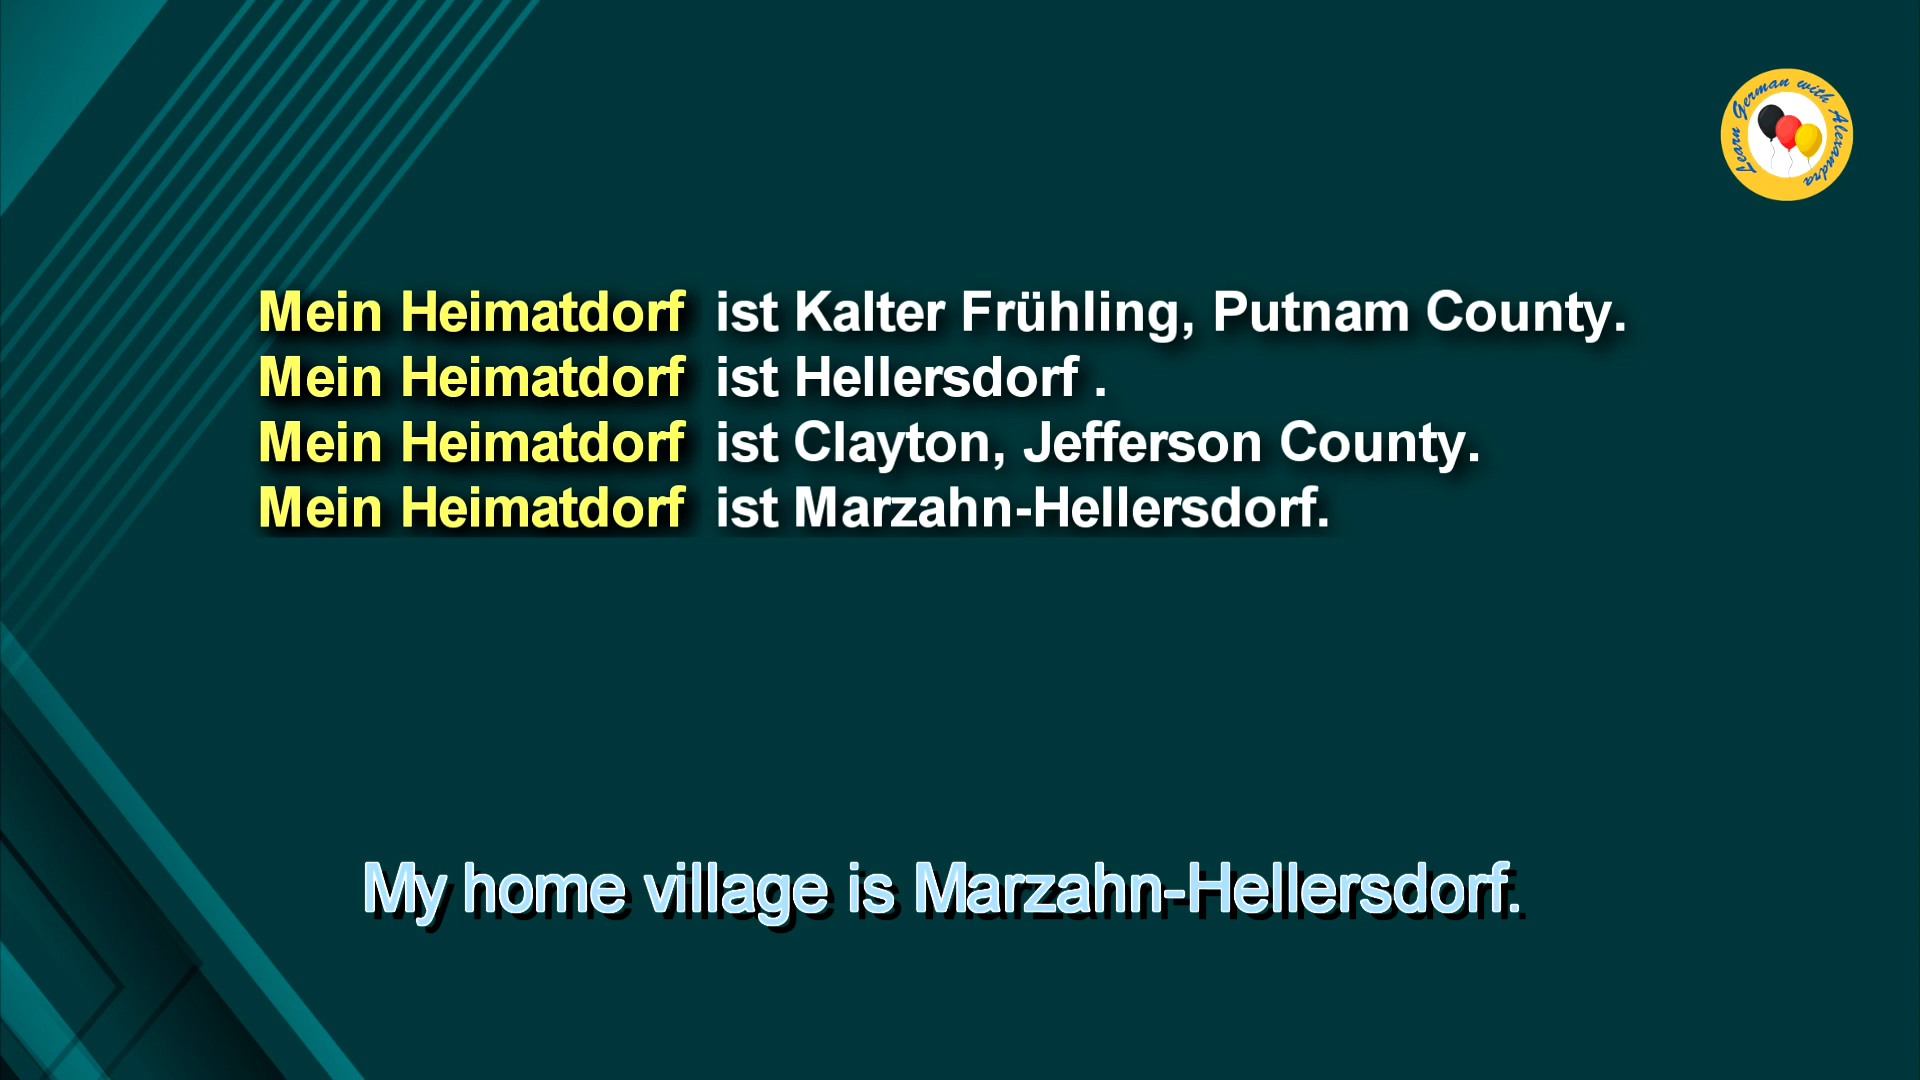 Learn German with Alexandra
Mein Heimatdorf ist Kalter Frühling, Putnam County.
Mein Heimatdorf ist Hellersdorf .
Mein Heimatdorf ist Clayton, Jefferson County.
Mein Heimatdorf ist Marzahn-Hellersdorf.
My home village is Marzahn-Hellersdorf.